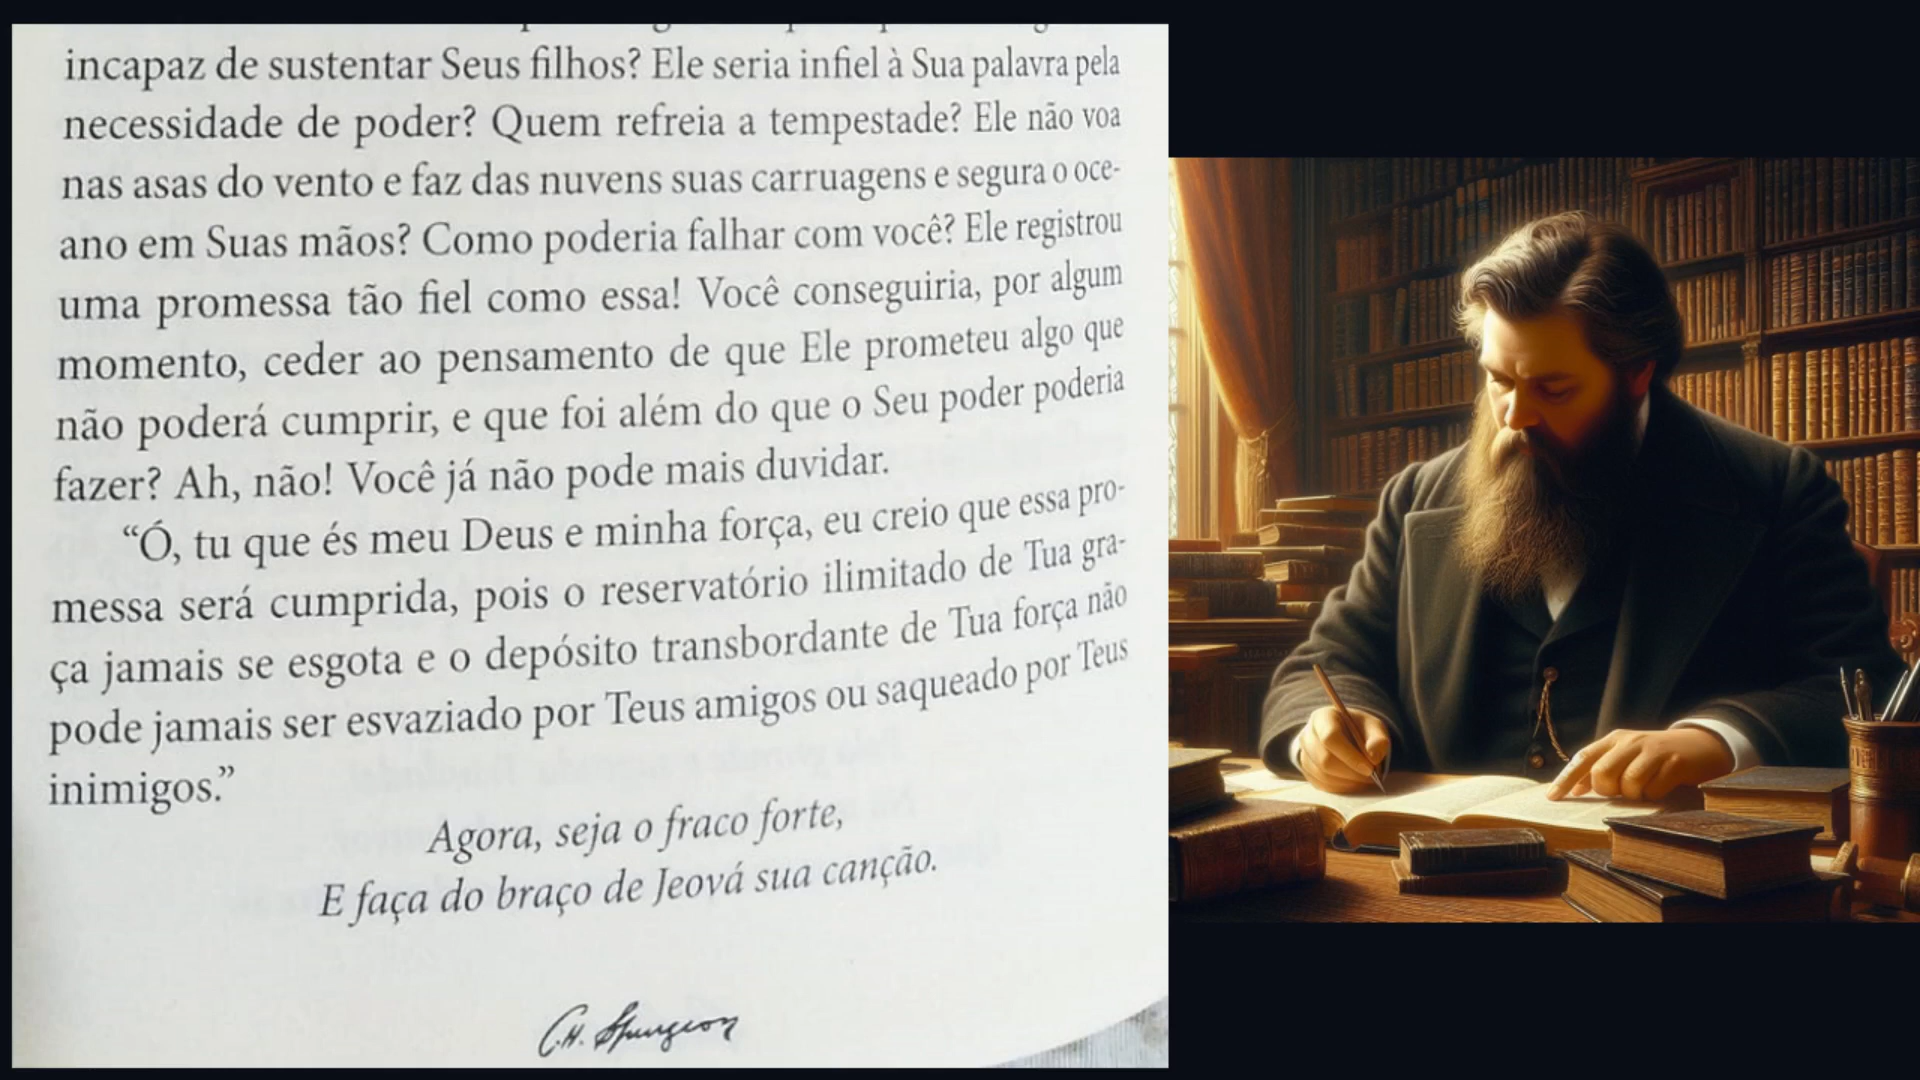 incapaz de sustentar Seus filhos? Ele seria infiel à Sua palavra pela
necessidade de poder? Quem refreia a tempestade? Ele não voa
nas asas do vento e faz das nuvens suas carruagens e segura o oce-
ano em Suas mãos? Como poderia falhar com você? Ele registrou
uma promessa tão fiel como essa! Você conseguiria, por algum
momento, ceder ao pensamento de que Ele prometeu algo que
não poderá cumprir, e que foi além do que o Seu poder poderia
fazer? Ah, não! Você já não pode mais duvidar.
“Ó, tu que és meu Deus e minha força, eu creio que essa pro-
messa será cumprida, pois o reservatório ilimitado de Tua gra-
ça jamais se esgota e o depósito transbordante de Tua força não
pode jamais ser esvaziado por Teus amigos ou saqueado por Teus
inimigos.”
Agora, seja o fraco forte,
E faça do braço de Jeová sua canção.
C.H. Spurgeon